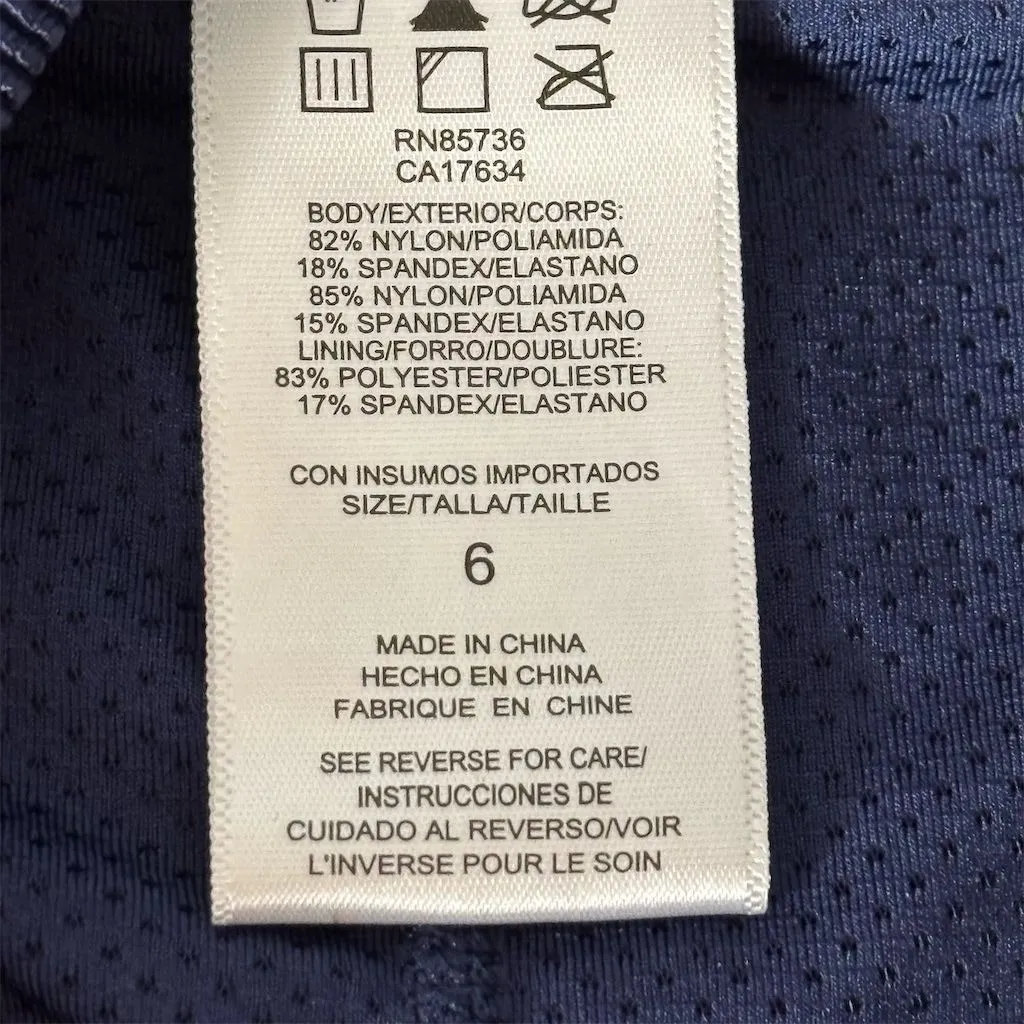 RN85736
CA17634
BODY/EXTERIOR/CORPS:
82% NYLON/POLIAMIDA
18% SPANDEX/ELASTANO
85% NYLON/POLIAMIDA
15% SPANDEX/ELASTANO
LINING/FORRO/DOUBLURE:
83% POLYESTER/POLIESTER
17% SPANDEX/ELASTANO
CON INSUMOS IMPORTADOS
SIZE/TALLA/TAILLE
6
MADE IN CHINA
HECHO EN CHINA
FABRIQUE EN CHINE
SEE REVERSE FOR CARE/
INSTRUCCIONES DE
CUIDADO AL REVERSO/VOIR
L'INVERSE POUR LE SOIN